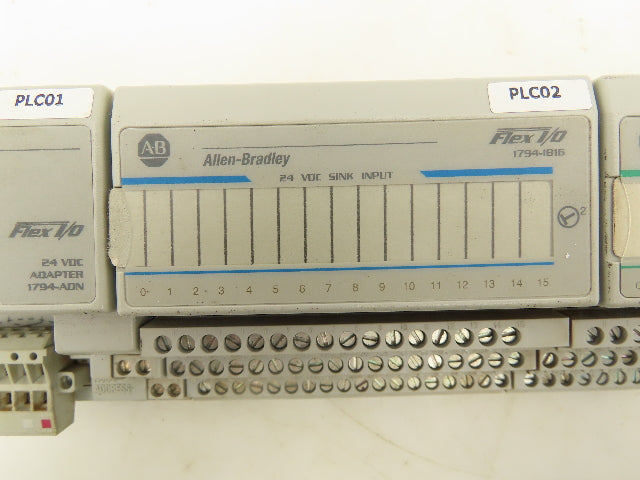 PLC01
Flex I/O
24 VDC
ADAPTER
1794-ADN
PLC02
AB
Allen-Bradley
Flex I/O
1794-IB16
24 VDC SINK INPUT
2
0 1 2 3 4 5 6 7 8 9 10 11 12 13 14 15